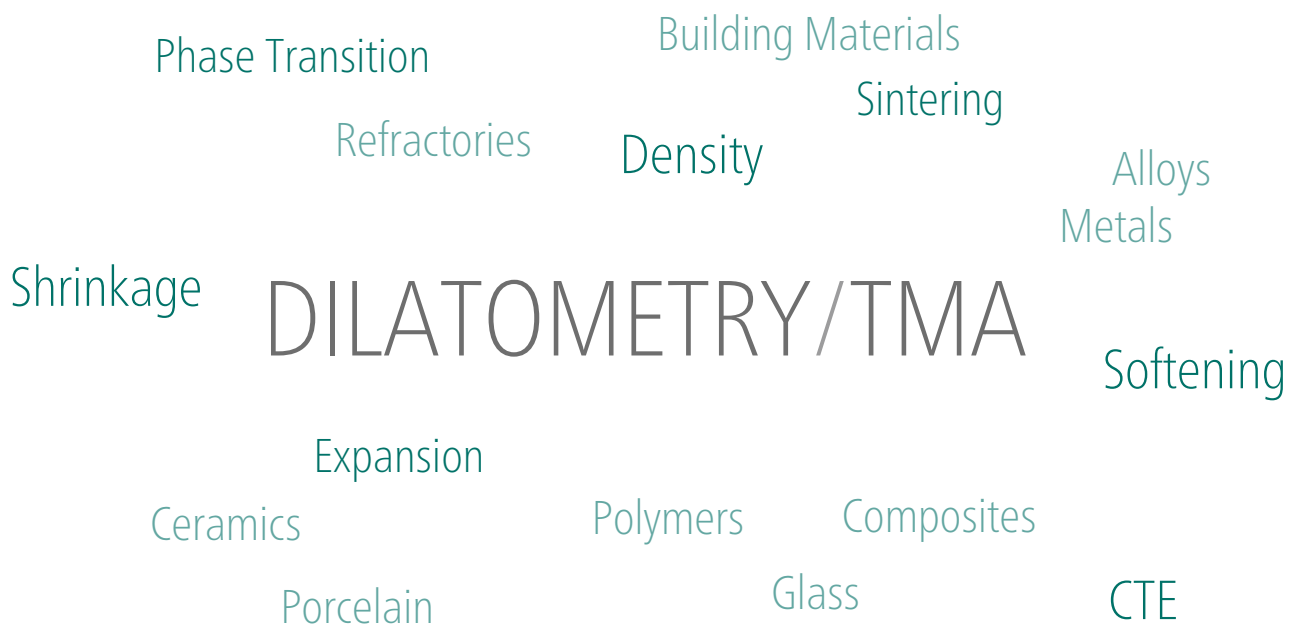 Building Materials
Phase Transition
Sintering
Refractories
Density
Alloys
Metals
Shrinkage
DILATOMETRY/TMA
Softening
Expansion
Ceramics
Polymers
Composites
Porcelain
Glass
CTE